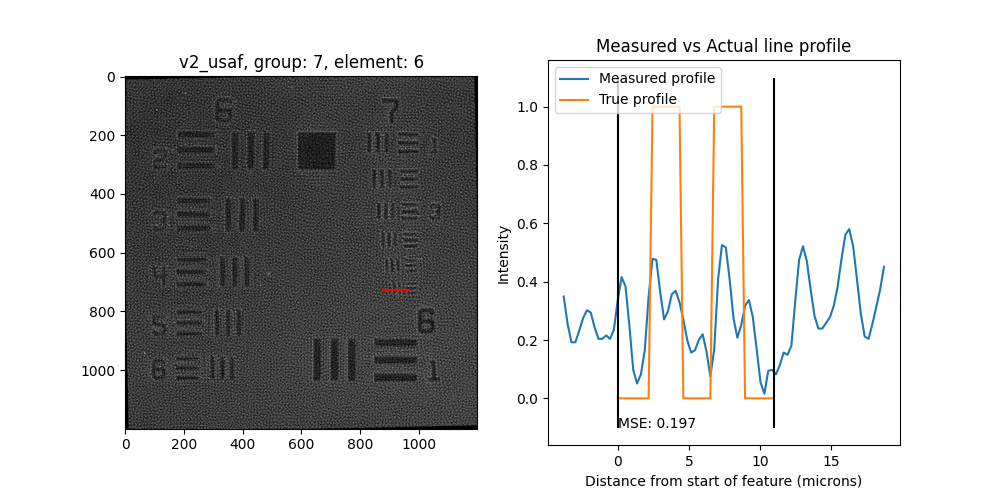 v2_usaf, group: 7, element: 6
0
200
400
600
800
1000
0 200 400 600 800 1000
6
7
2
1
3
3
4
5
6
6
1
Measured vs Actual line profile
Measured profile
True profile
Intensity
1.0
0.8
0.6
0.4
0.2
0.0
MSE: 0.197
0 5 10 15
Distance from start of feature (microns)